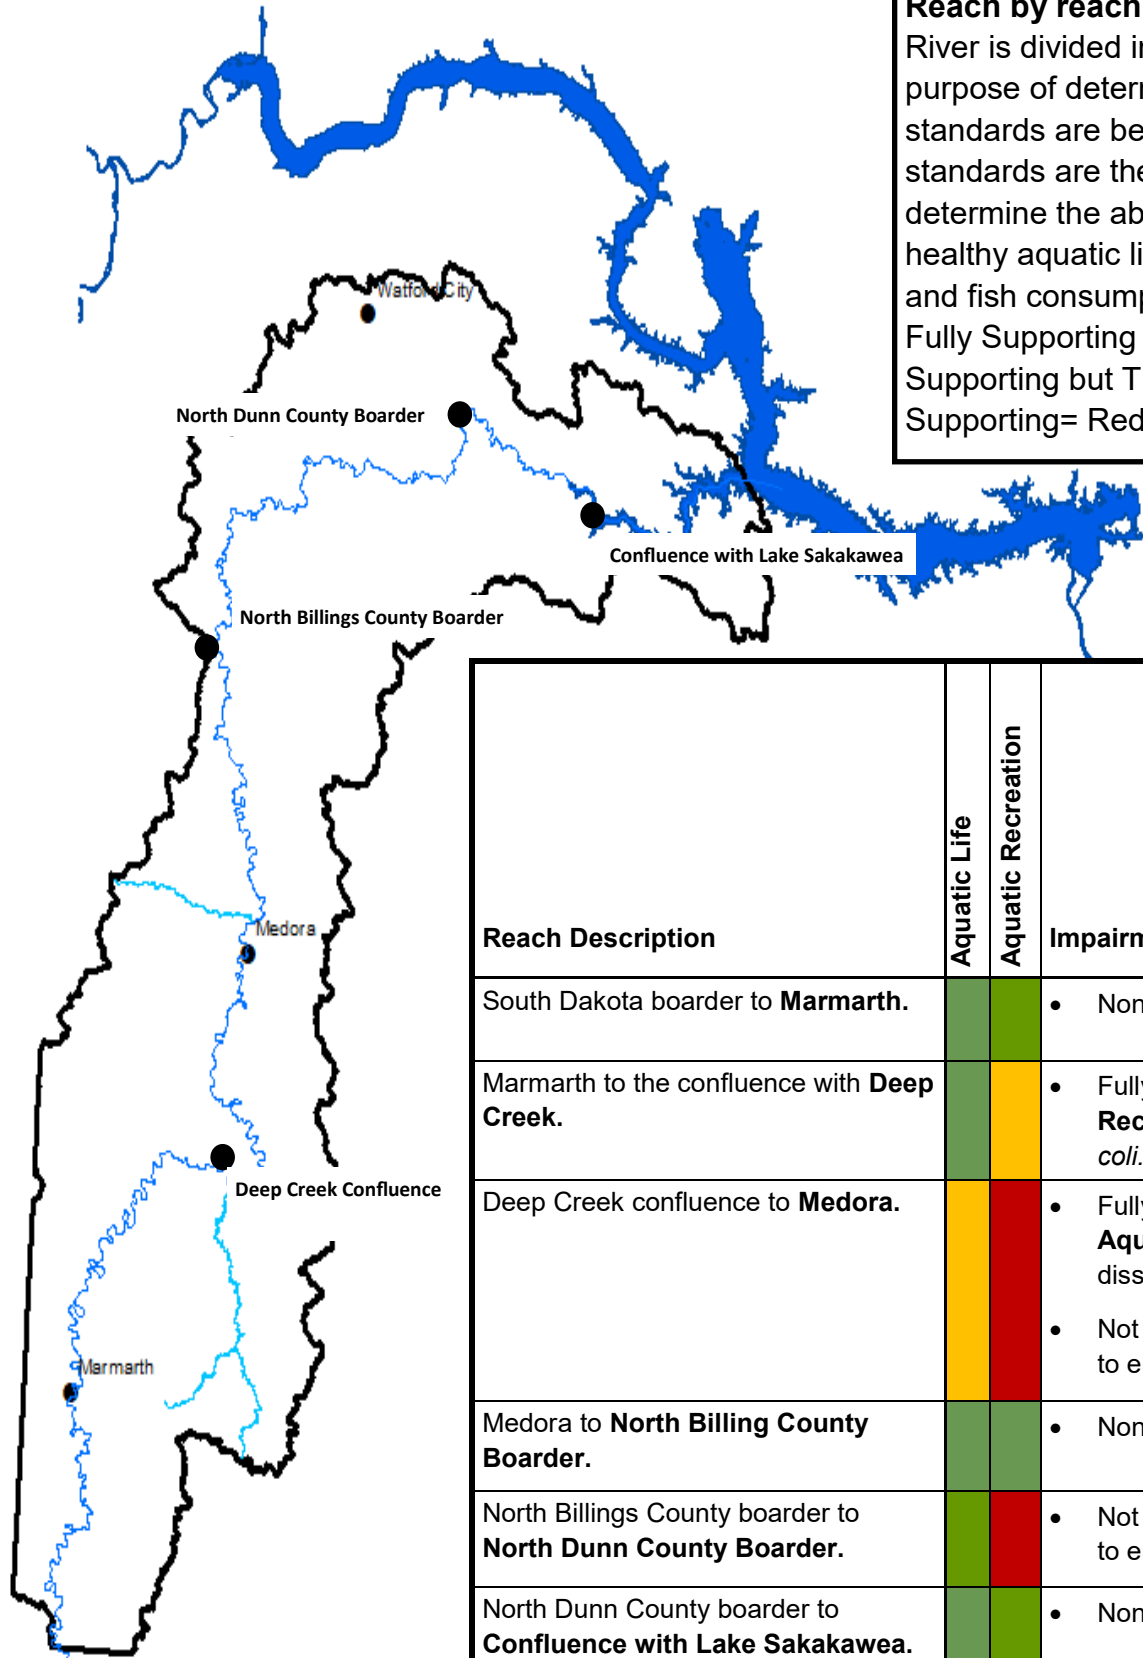 Reach by reach
River is divided i
purpose of deter
standards are be
standards are the
determine the ab
healthy aquatic li
and fish consum
Fully Supporting
Supporting but T
Supporting= Red
Watford City
North Dunn County Boarder
Confluence with Lake Sakakawea
North Billings County Boarder
Medora
Deep Creek Confluence
Marmarth
Reach Description
Aquatic Life
Aquatic Recreation
Impairm
South Dakota boarder to Marmarth.
• Non
Marmarth to the confluence with Deep
Creek.
• Fully
Rec
coli.
Deep Creek confluence to Medora.
• Fully
Aqu
diss
• Not
to e
Medora to North Billing County
Boarder.
• Non
North Billings County boarder to
North Dunn County Boarder.
• Not
to e
North Dunn County boarder to
Confluence with Lake Sakakawea.
• Non